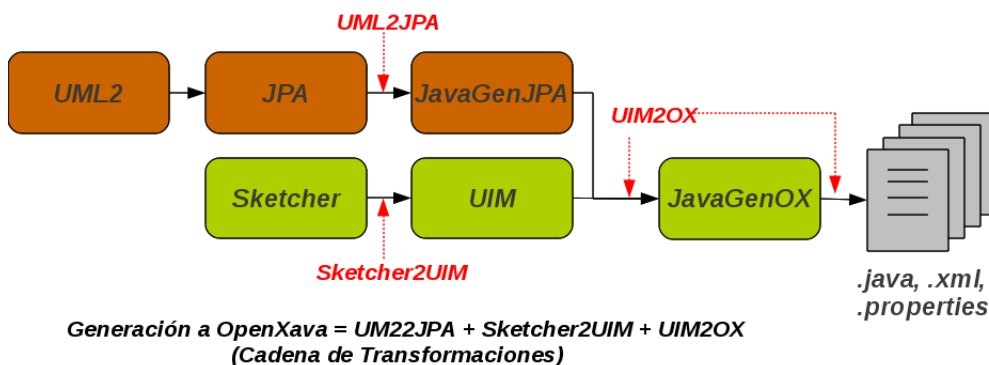 UML2JPA
UML2
JPA
JavaGenJPA
UIM2OX
Sketcher
UIM
JavaGenOX
Sketcher2UIM
.java, .xml,
.properties
Generación a OpenXava = UM22JPA + Sketcher2UIM + UIM2OX
(Cadena de Transformaciones)